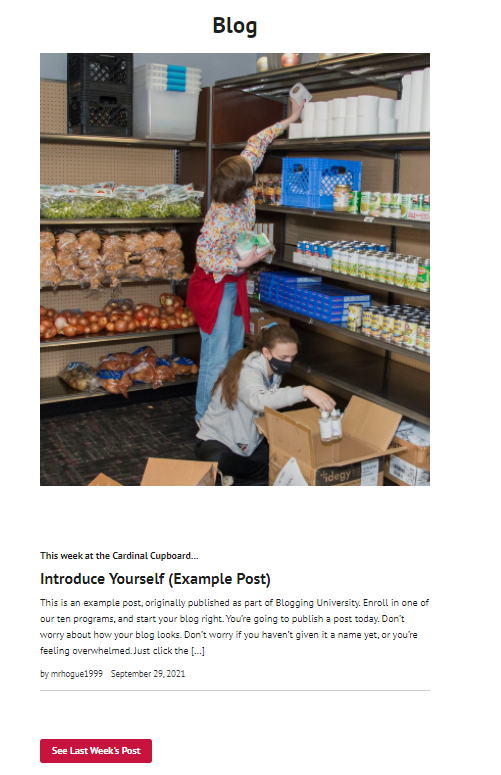 Blog
idegy
This week at the Cardinal Cupboard...
Introduce Yourself (Example Post)
This is an example post, originally published as part of Blogging University. Enroll in one of
our ten programs, and start your blog right. You're going to publish a post today. Don't
worry about how your blog looks. Don't worry if you haven't given it a name yet, or you're
feeling overwhelmed. Just click the [...]
by mrhogue1999 September 29, 2021
See Last Week's Post